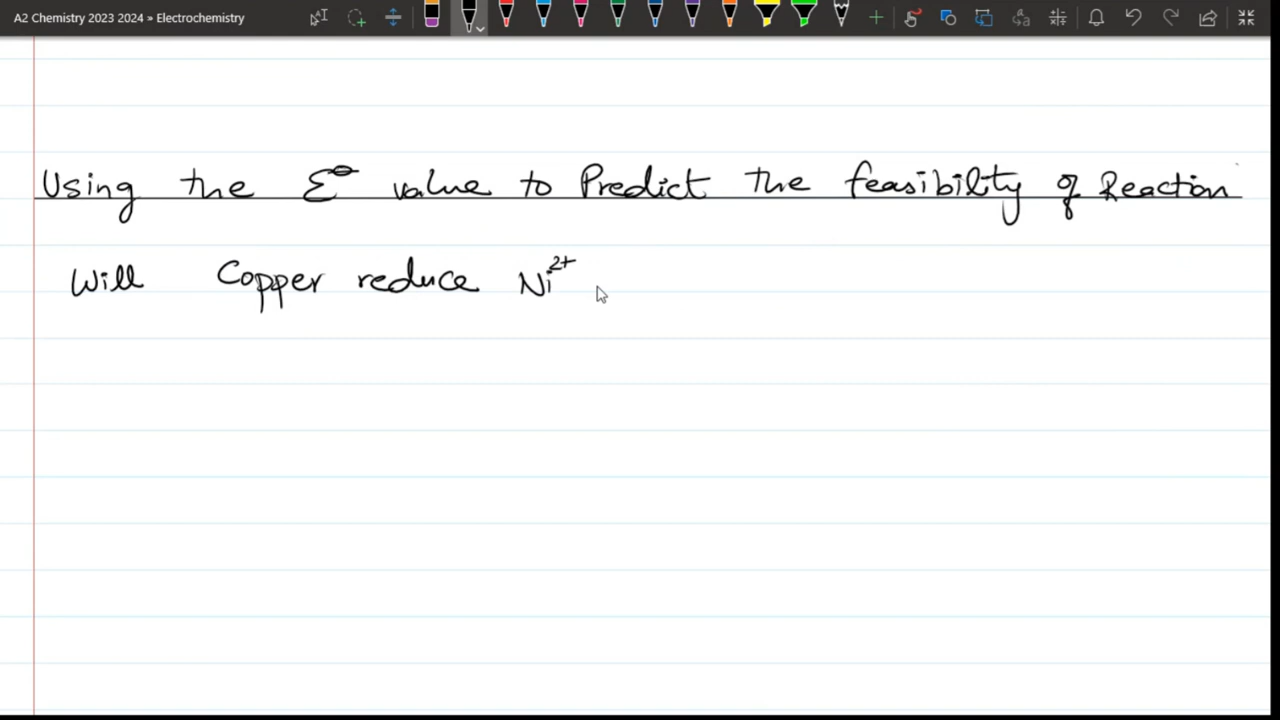 A2 Chemistry 2023 2024 » Electrochemistry
Using the E⦵ value to Predict the feasibility of Reaction
Will Copper reduce Ni²⁺